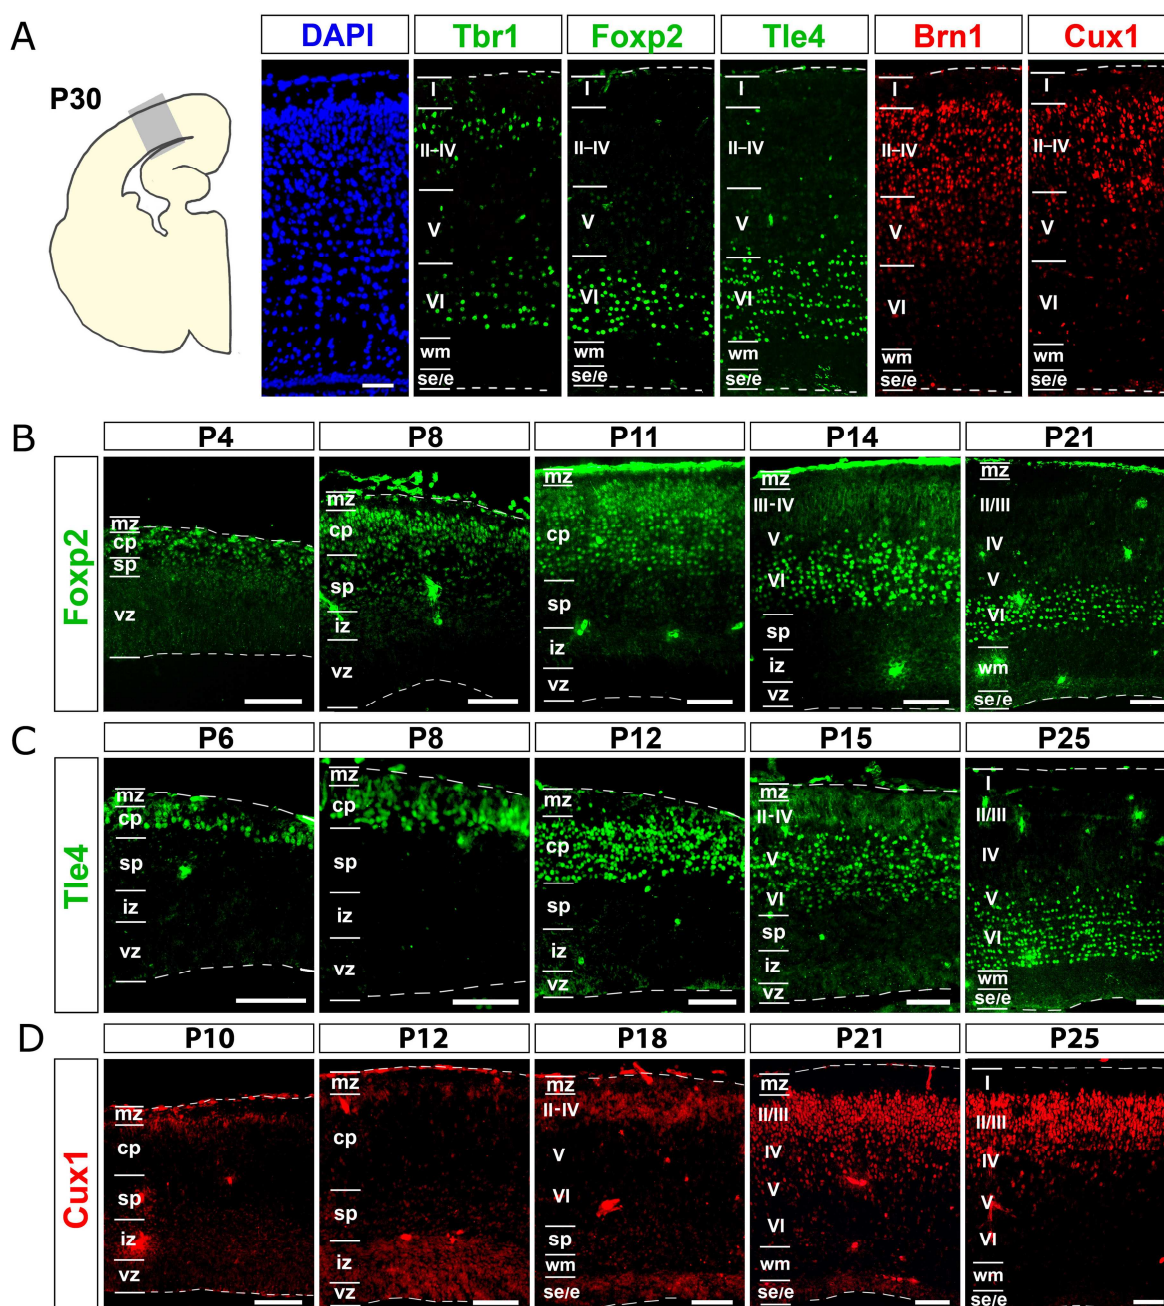 A
P30
DAPI Tbr1 Foxp2 Tle4 Brn1 Cux1
I I I I I
II–IV II–IV II–IV II–IV II–IV
V V V V V
VI VI VI VI VI
wm wm wm wm wm
se/e se/e se/e se/e se/e
B
P4 P8 P11 P14 P21
Foxp2
mz cp sp vz
mz cp sp iz vz
mz cp sp iz vz
mz III-IV V VI sp iz vz
mz II/III IV V VI wm se/e
C
P6 P8 P12 P15 P25
Tle4
mz cp sp iz vz
mz cp sp iz vz
mz cp sp iz vz
mz II-IV V VI sp iz vz
I II/III IV V VI wm se/e
D
P10 P12 P18 P21 P25
Cux1
mz cp sp iz vz
mz cp sp iz vz
mz II-IV V VI sp wm se/e
mz II/III IV V VI wm se/e
I II/III IV V VI wm se/e